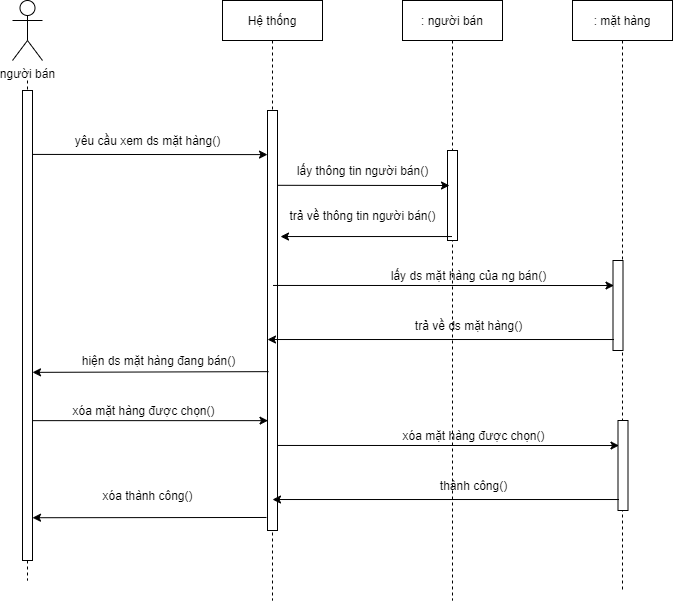 Hệ thống
: người bán
: mặt hàng
người bán
yêu cầu xem ds mặt hàng()
lấy thông tin người bán()
trả về thông tin người bán()
lấy ds mặt hàng của ng bán()
trả về ds mặt hàng()
hiện ds mặt hàng đang bán()
xóa mặt hàng được chọn()
xóa mặt hàng được chọn()
thành công()
xóa thành công()